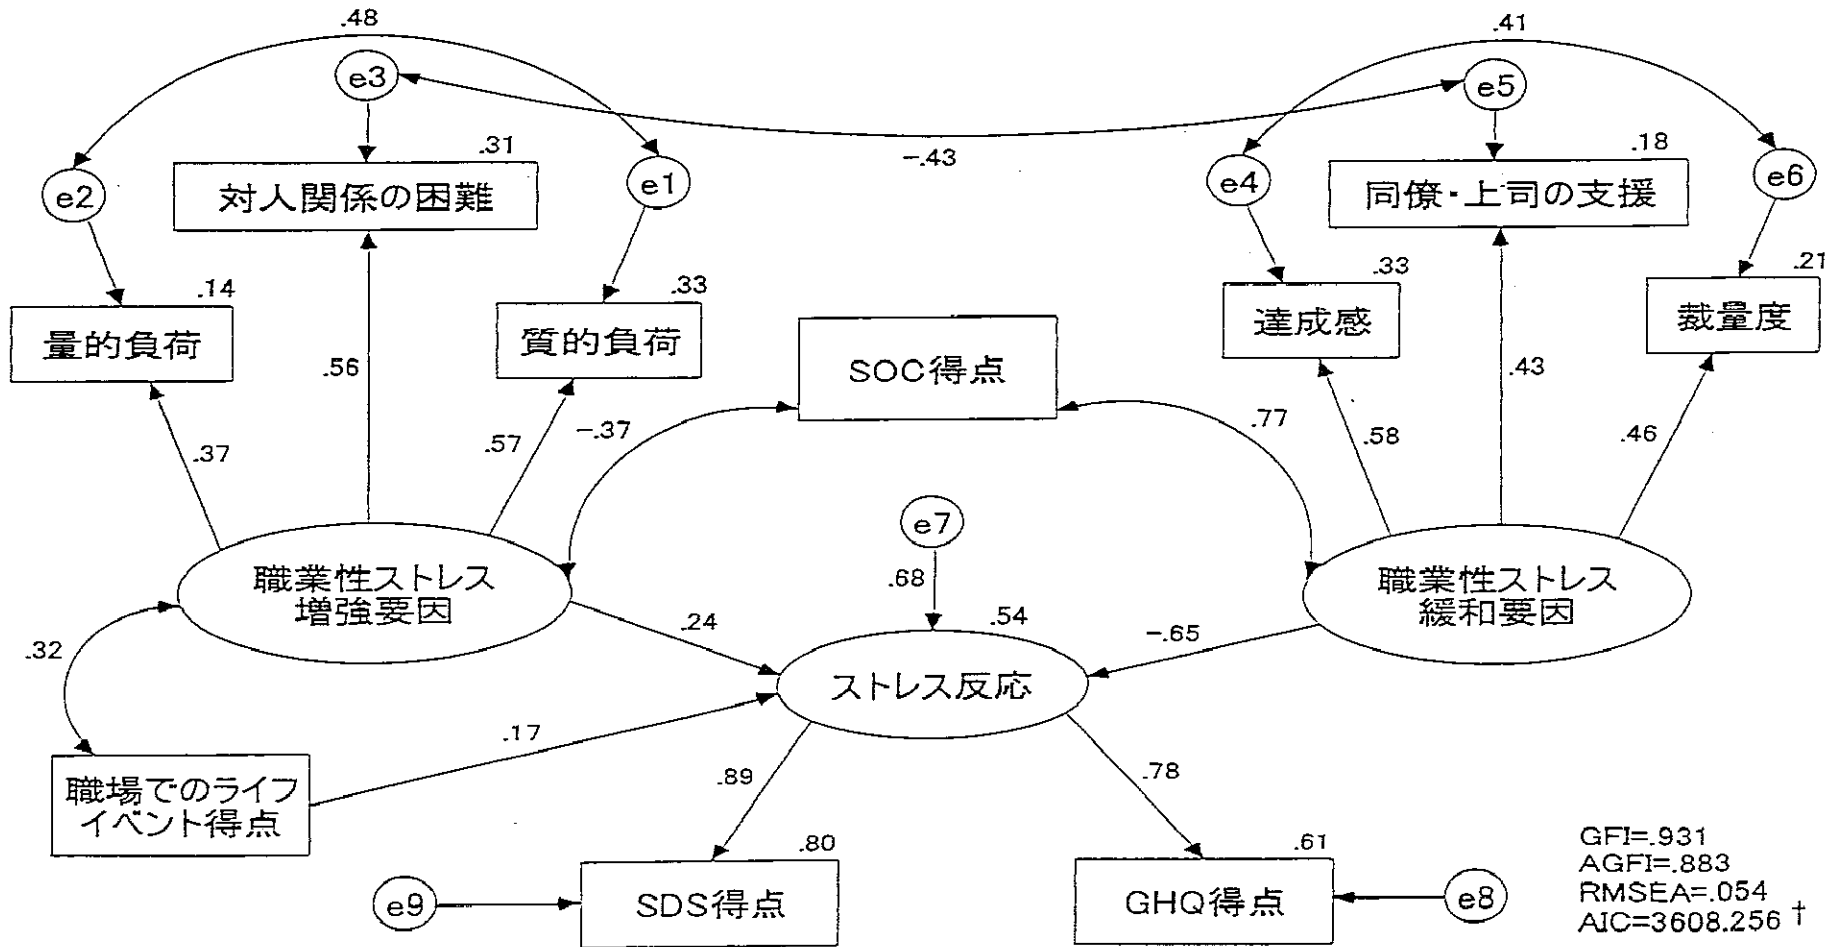 .48
.41
e3
e5
.31
-.43
.18
e2
対人関係の困難
e1
e4
同僚・上司の支援
e6
.14
.33
.33
.21
量的負荷
質的負荷
SOC得点
達成感
裁量度
.56
.43
.37
.57
-.37
.77
.58
.46
e7
.68
職業性ストレス
増強要因
職業性ストレス
緩和要因
.32
.24
.54
-.65
ストレス反応
.17
職場でのライフ
イベント得点
.89
.78
.80
.61
e9
SDS得点
GHQ得点
e8
GFI=.931
AGFI=.883
RMSEA=.054
AIC=3608.256 †